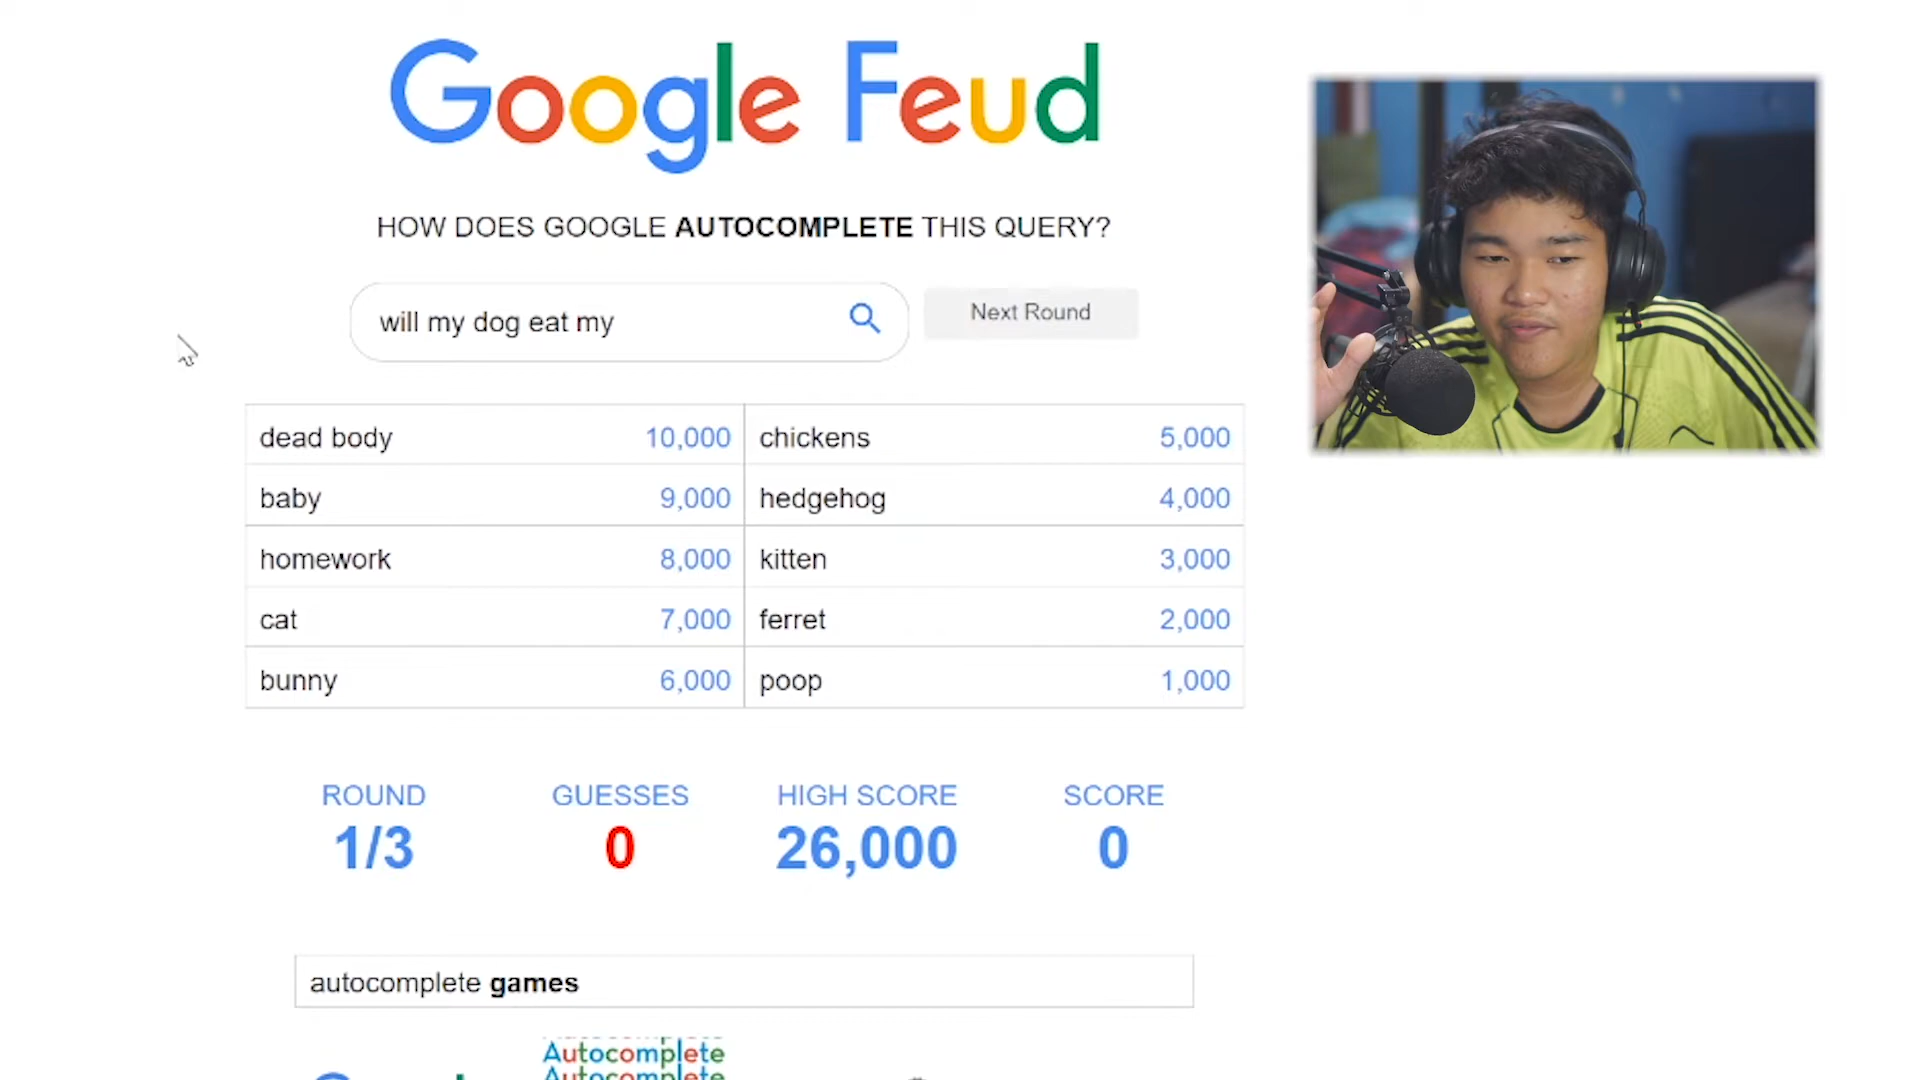 Google Feud
HOW DOES GOOGLE AUTOCOMPLETE THIS QUERY?
will my dog eat my
Next Round
dead body 10,000 chickens 5,000
baby 9,000 hedgehog 4,000
homework 8,000 kitten 3,000
cat 7,000 ferret 2,000
bunny 6,000 poop 1,000
ROUND GUESSES HIGH SCORE SCORE
1/3 0 26,000 0
autocomplete games
Autocomplete
Autocomplete